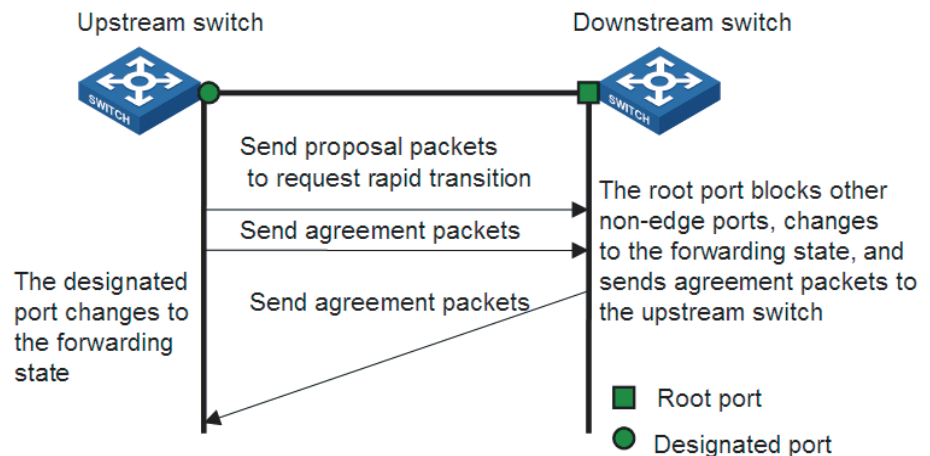 Upstream switch
Downstream switch
SWITCH
SWITCH
Send proposal packets
to request rapid transition
Send agreement packets
The root port blocks other
non-edge ports, changes
to the forwarding state, and
sends agreement packets to
the upstream switch
The designated
port changes to
the forwarding
state
Send agreement packets
Root port
Designated port